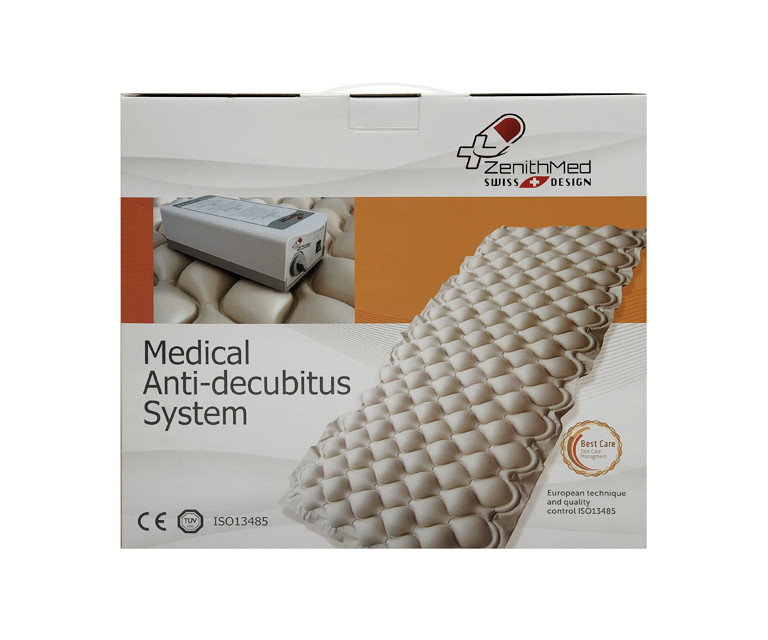 ZenithMed
SWISS DESIGN
Medical
Anti-decubitus
System
Best Care
Skin Care
Managment
European technique
and quality
control ISO13485
CE
TÜV
ISO13485